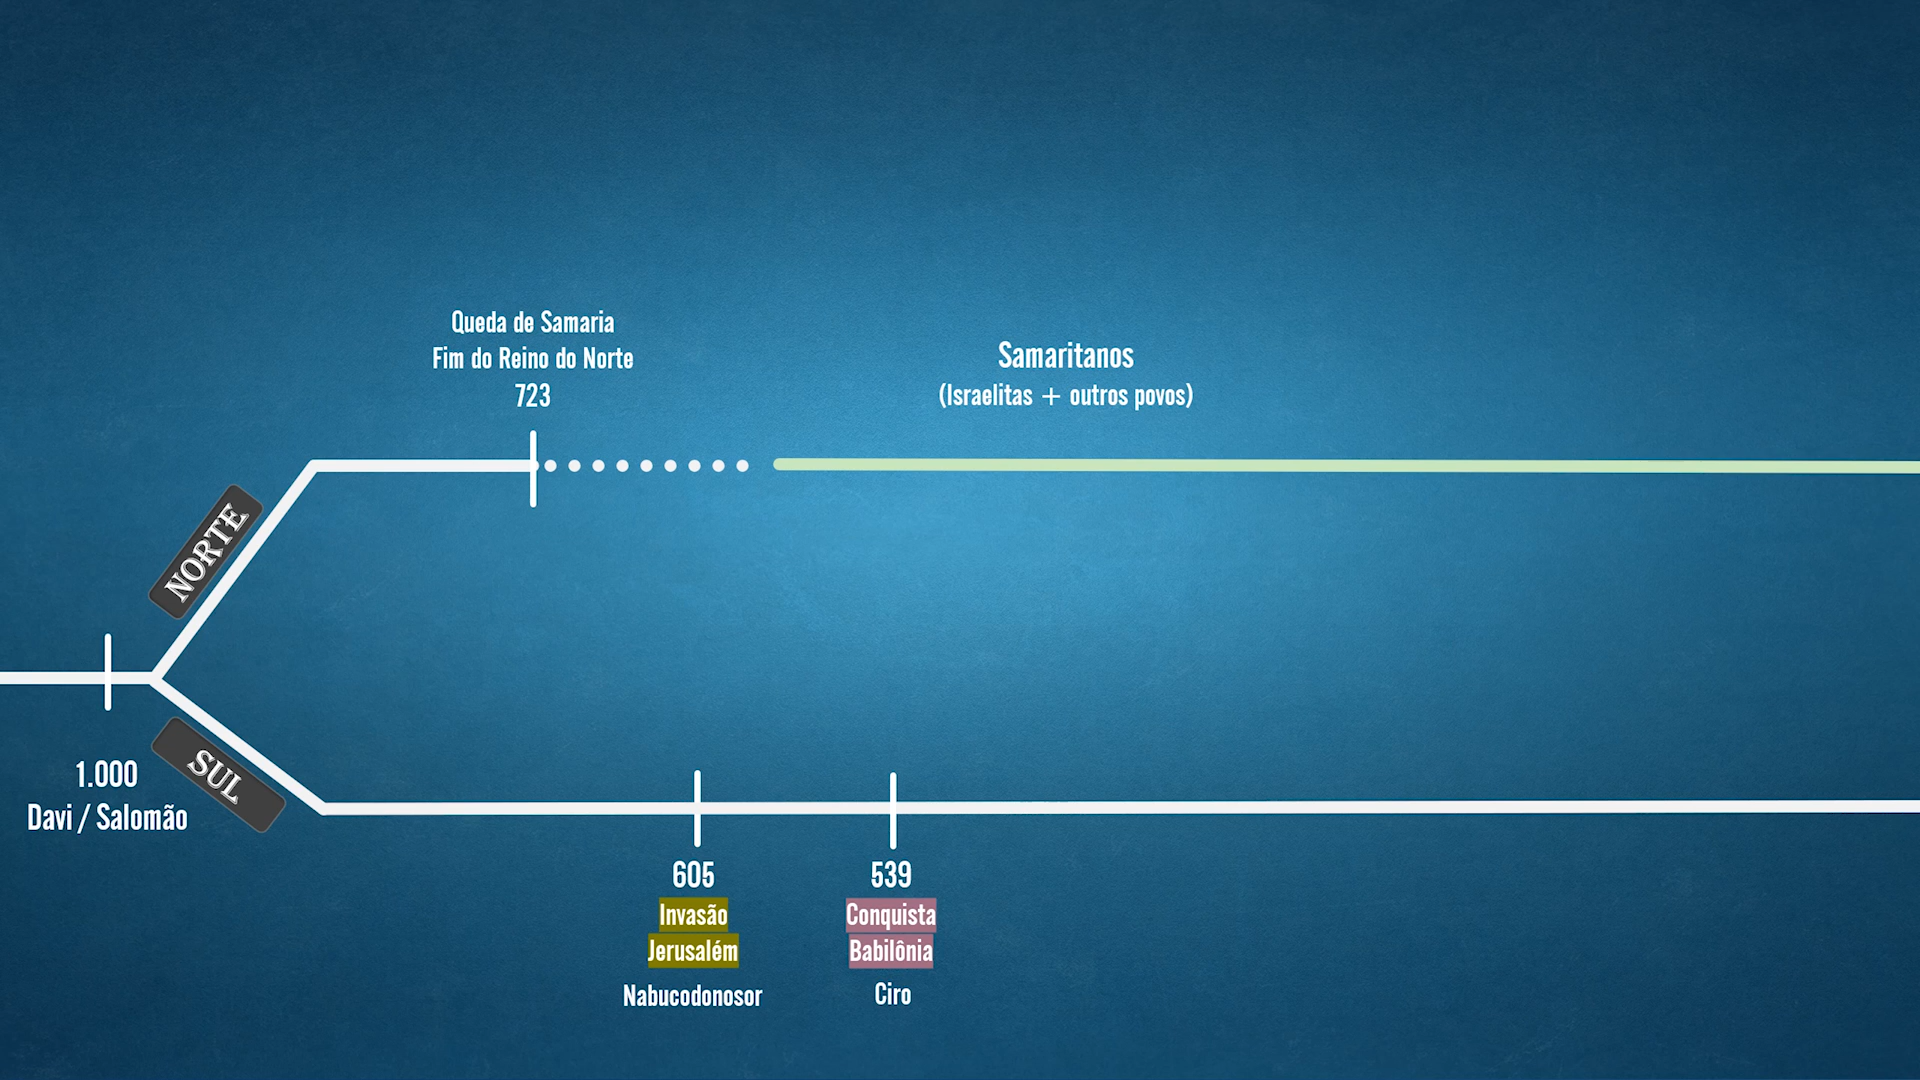 Queda de Samaria
Fim do Reino do Norte
723
Samaritanos
(Israelitas + outros povos)
NORTE
SUL
1.000
Davi / Salomão
605
Invasão
Jerusalém
Nabucodonosor
539
Conquista
Babilônia
Ciro